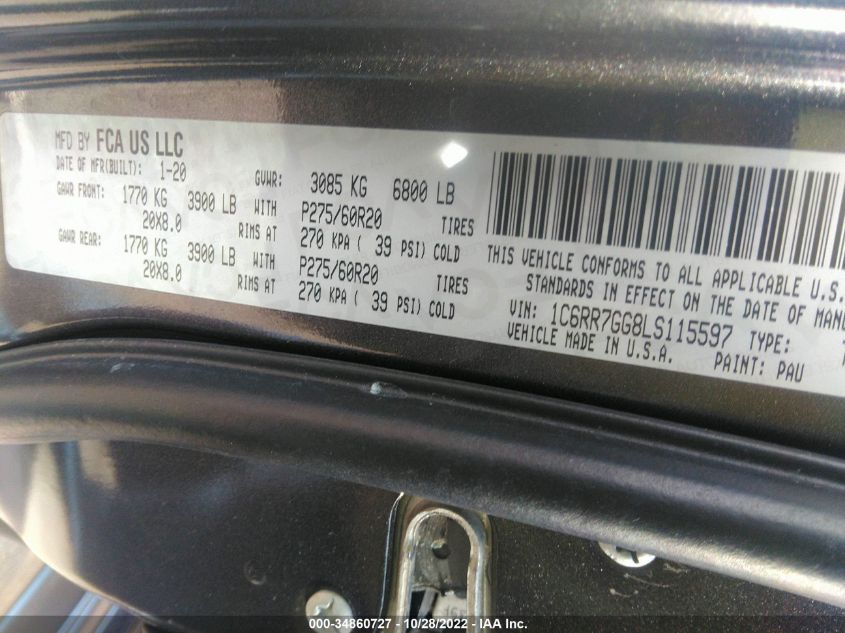 MFD BY FCA US LLC
DATE OF MFR(BUILT): 1-20 GVWR: 3085 KG 6800 LB
GAWR FRONT: 1770 KG 3900 LB WITH P275/60R20 TIRES
20X8.0 RIMS AT 270 KPA ( 39 PSI) COLD
GAWR REAR: 1770 KG 3900 LB WITH P275/60R20 TIRES
20X8.0 RIMS AT 270 KPA ( 39 PSI) COLD
THIS VEHICLE CONFORMS TO ALL APPLICABLE U.S.
STANDARDS IN EFFECT ON THE DATE OF MANU
VIN: 1C6RR7GG8LS115597 TYPE:
VEHICLE MADE IN U.S.A. PAINT: PAU
000-34860727 - 10/28/2022 - IAA Inc.